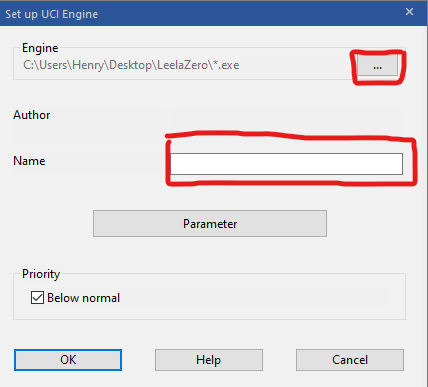 Set up UCI Engine
Engine
C:\Users\Henry\Desktop\LeelaZero\*.exe
...
Author
Name
Parameter
Priority
Below normal
OK
Help
Cancel